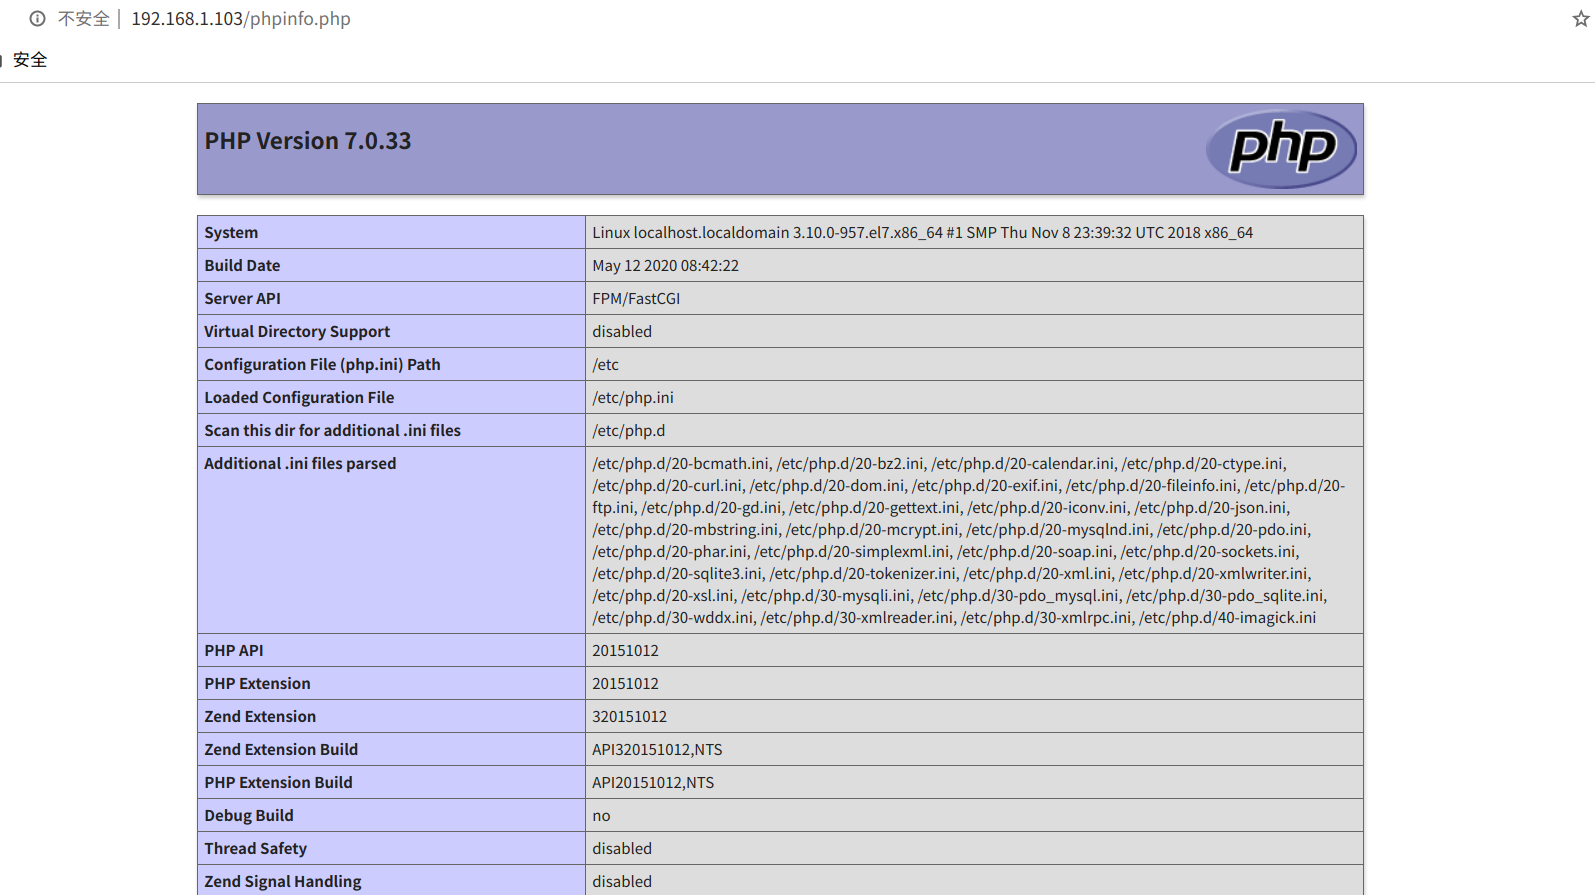 不安全 | 192.168.1.103/phpinfo.php
安全
PHP Version 7.0.33
php
System Linux localhost.localdomain 3.10.0-957.el7.x86_64 #1 SMP Thu Nov 8 23:39:32 UTC 2018 x86_64
Build Date May 12 2020 08:42:22
Server API FPM/FastCGI
Virtual Directory Support disabled
Configuration File (php.ini) Path /etc
Loaded Configuration File /etc/php.ini
Scan this dir for additional .ini files /etc/php.d
Additional .ini files parsed /etc/php.d/20-bcmath.ini, /etc/php.d/20-bz2.ini, /etc/php.d/20-calendar.ini, /etc/php.d/20-ctype.ini,
/etc/php.d/20-curl.ini, /etc/php.d/20-dom.ini, /etc/php.d/20-exif.ini, /etc/php.d/20-fileinfo.ini, /etc/php.d/20-
ftp.ini, /etc/php.d/20-gd.ini, /etc/php.d/20-gettext.ini, /etc/php.d/20-iconv.ini, /etc/php.d/20-json.ini,
/etc/php.d/20-mbstring.ini, /etc/php.d/20-mcrypt.ini, /etc/php.d/20-mysqlnd.ini, /etc/php.d/20-pdo.ini,
/etc/php.d/20-phar.ini, /etc/php.d/20-simplexml.ini, /etc/php.d/20-soap.ini, /etc/php.d/20-sockets.ini,
/etc/php.d/20-sqlite3.ini, /etc/php.d/20-tokenizer.ini, /etc/php.d/20-xml.ini, /etc/php.d/20-xmlwriter.ini,
/etc/php.d/20-xsl.ini, /etc/php.d/30-mysqli.ini, /etc/php.d/30-pdo_mysql.ini, /etc/php.d/30-pdo_sqlite.ini,
/etc/php.d/30-wddx.ini, /etc/php.d/30-xmlreader.ini, /etc/php.d/30-xmlrpc.ini, /etc/php.d/40-imagick.ini
PHP API 20151012
PHP Extension 20151012
Zend Extension 320151012
Zend Extension Build API320151012,NTS
PHP Extension Build API20151012,NTS
Debug Build no
Thread Safety disabled
Zend Signal Handling disabled